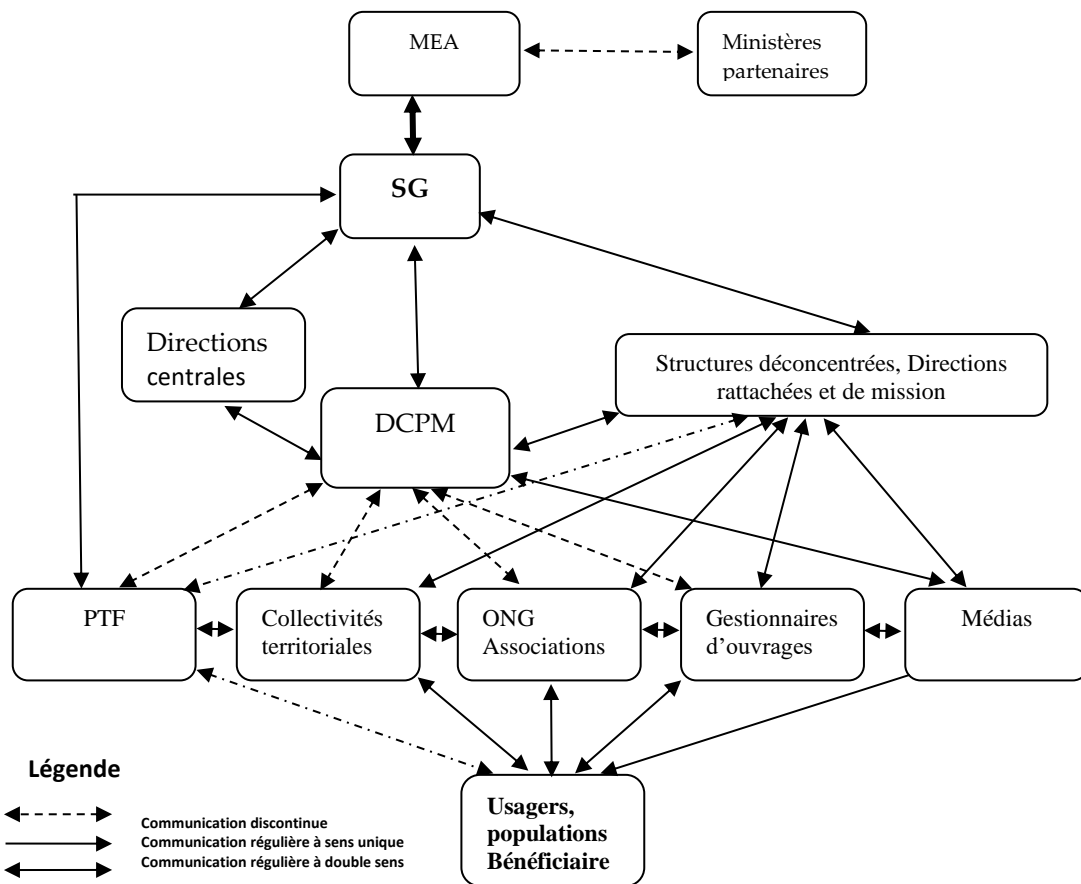 MEA
Ministères
partenaires
SG
Directions
centrales
Structures déconcentrées, Directions
rattachées et de mission
DCPM
PTF
Collectivités
territoriales
ONG
Associations
Gestionnaires
d’ouvrages
Médias
Légende
Communication discontinue
Communication régulière à sens unique
Communication régulière à double sens
Usagers,
populations
Bénéficiaire